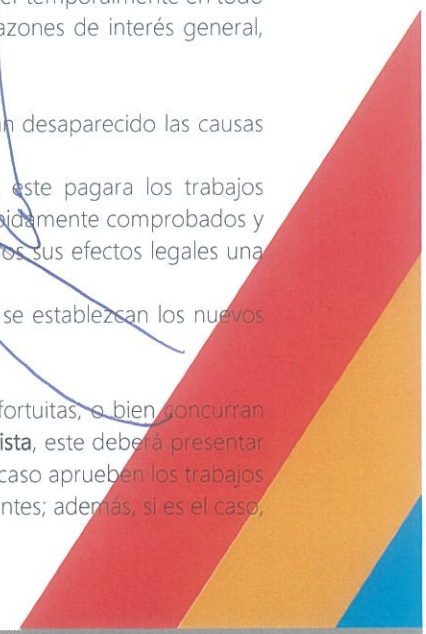 temporalmente en todo
azones de interés general,
desaparecido las causas
este pagara los trabajos
bidamente comprobados y
os sus efectos legales una
se establezcan los nuevos
fortuitas, o bien concurran
ista, este deberá presentar
caso aprueben los trabajos
ntes; además, si es el caso,